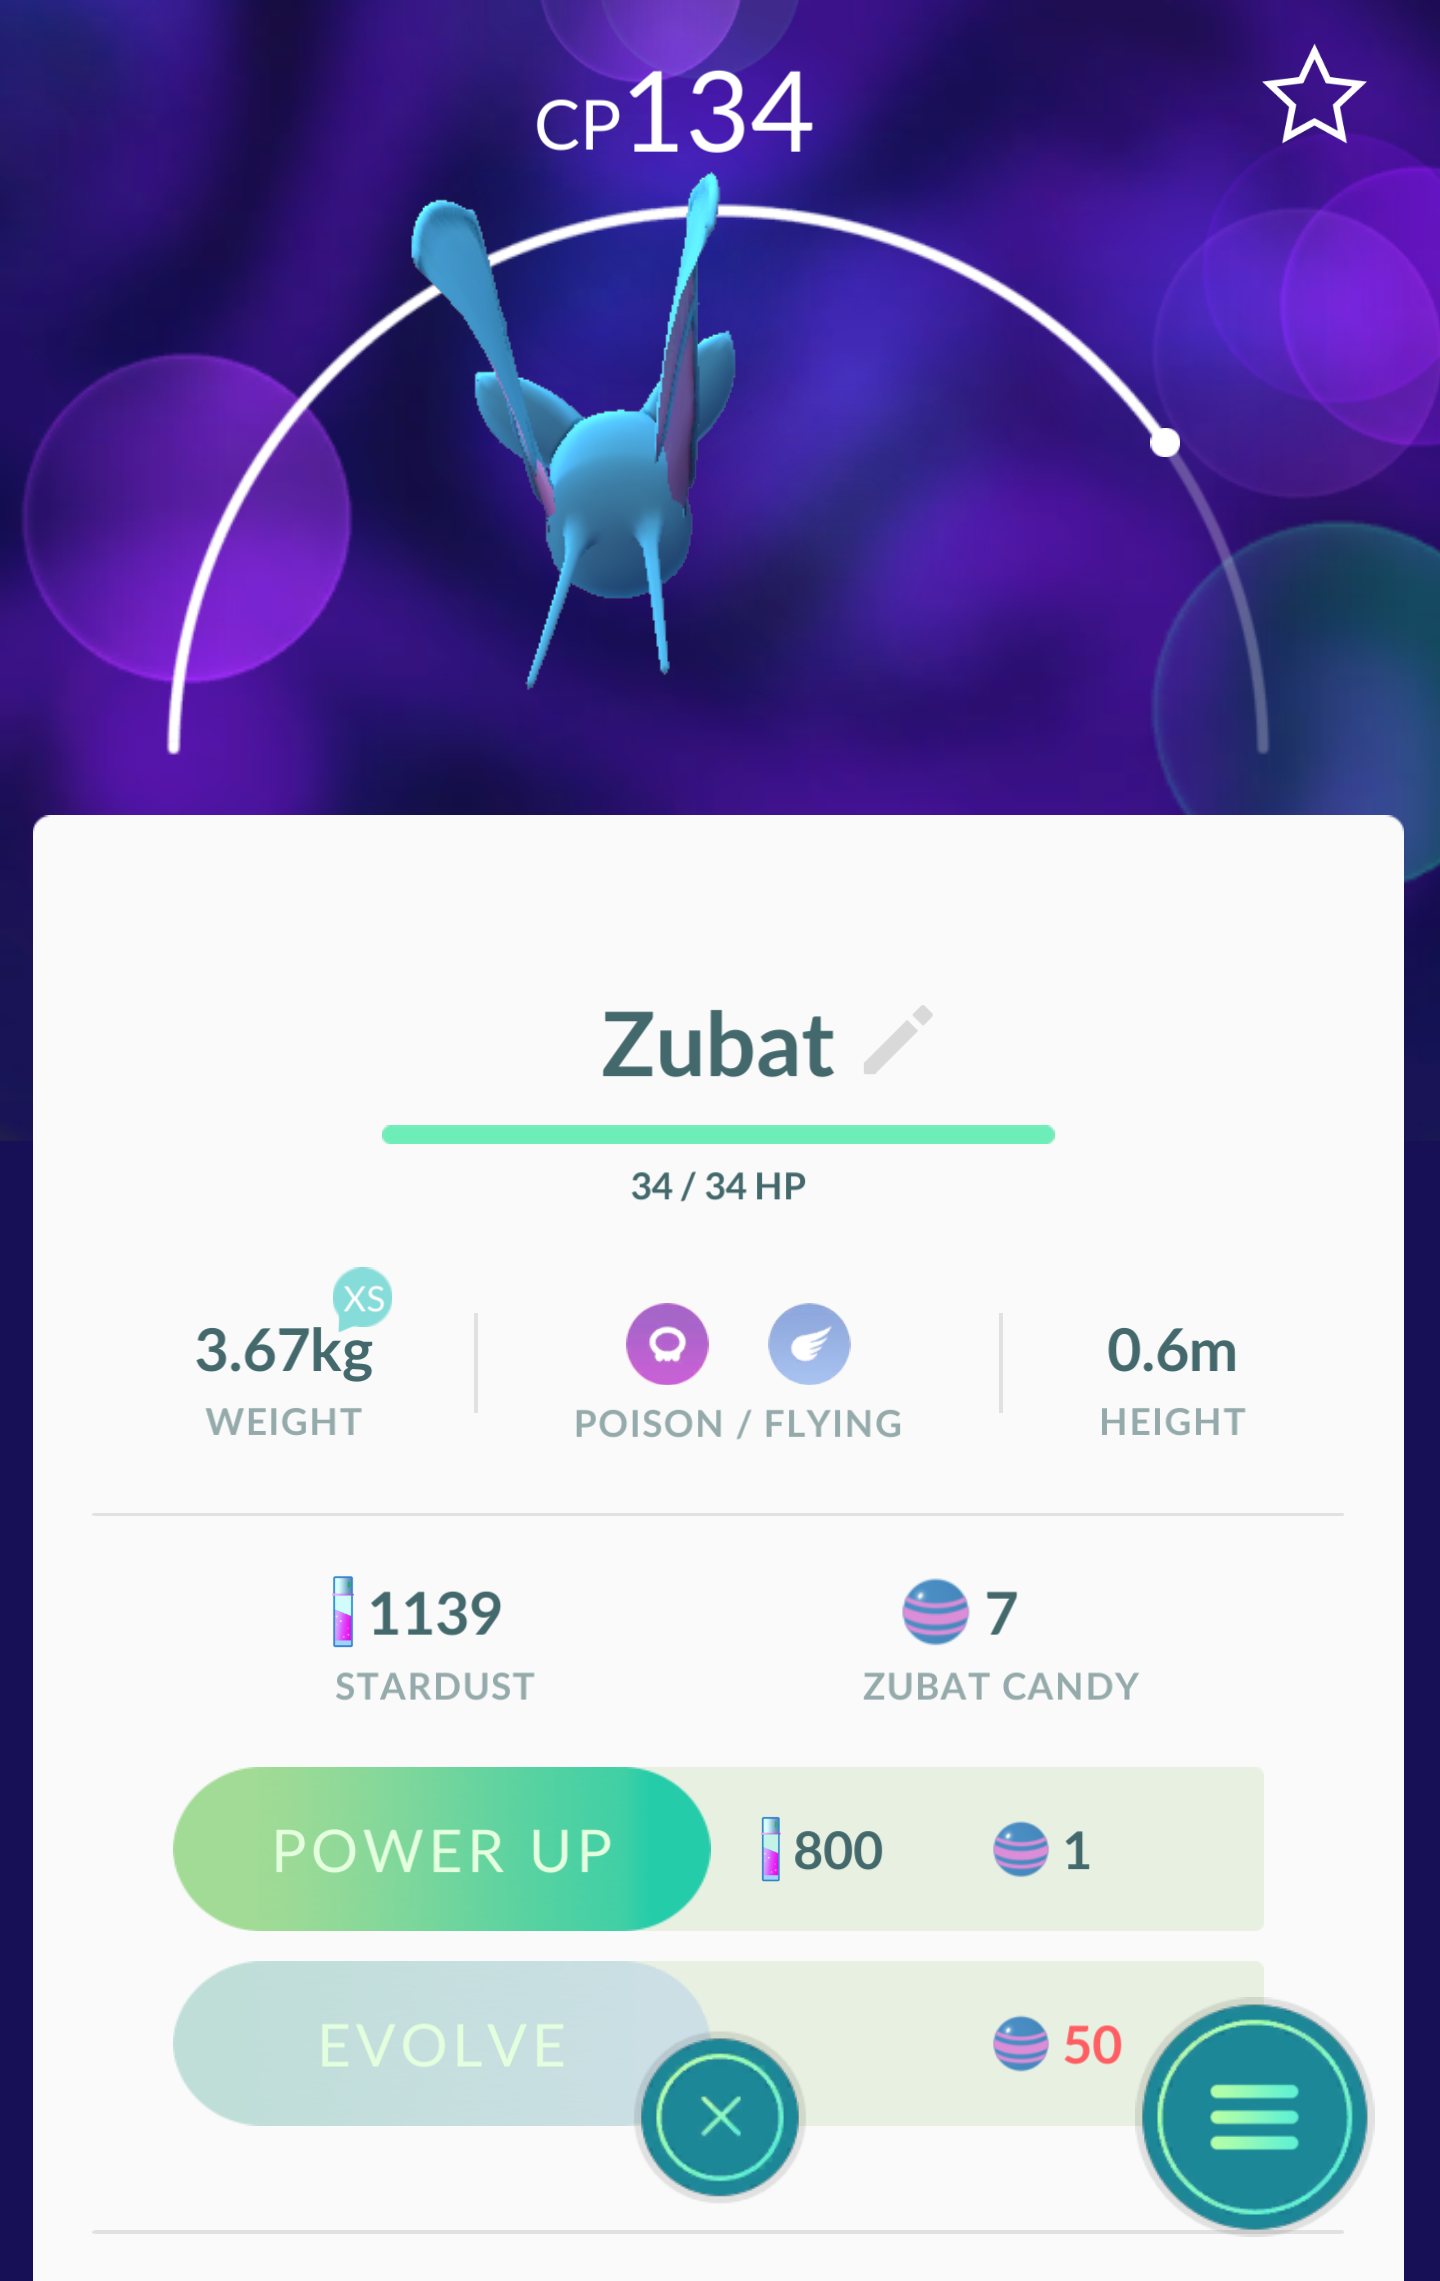 CP134
Zubat
34 / 34 HP
XS
3.67kg
WEIGHT
POISON / FLYING
0.6m
HEIGHT
1139
STARDUST
7
ZUBAT CANDY
POWER UP 800 1
EVOLVE 50